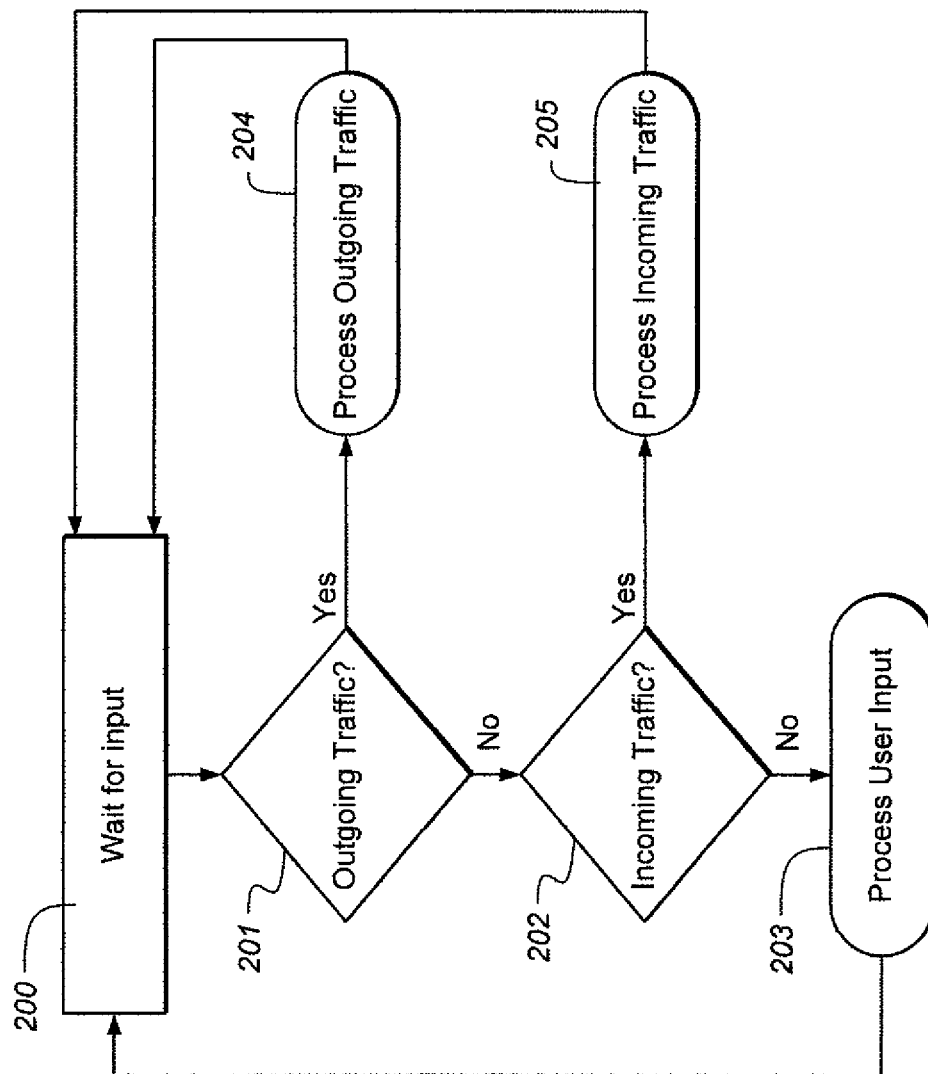 200
Wait for input
201
Outgoing Traffic?
Yes
No
204
Process Outgoing Traffic
202
Incoming Traffic?
Yes
No
205
Process Incoming Traffic
203
Process User Input